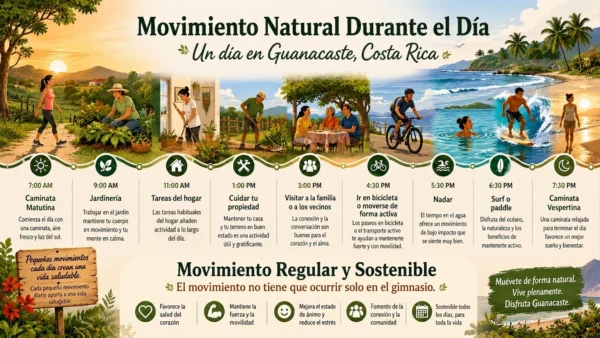 Movimiento Natural Durante el Día
Un día en Guanacaste, Costa Rica
7:00 AM
Caminata
Matutina
Comienza el día con
una caminata, aire
fresco y luz del sol.
9:00 AM
Jardinería
Trabajar en el jardín
mantiene tu cuerpo
en movimiento y tu
mente en calma.
11:00 AM
Tareas del hogar
Las tareas habituales
del hogar añaden
actividad a lo largo
del día.
1:00 PM
Cuidar tu
propiedad
Mantener tu casa
y tu terreno en buen
estado es una actividad
útil y gratificante.
3:00 PM
Visitar a la familia
o a los vecinos
La conexión y la
conversación son
buenas para el
corazón y el alma.
4:30 PM
Ir en bicicleta
o moverse de
forma activa
Los paseos en bicicleta
o el transporte activo
te ayudan a mantenerte
fuerte y con movilidad.
5:30 PM
Nadar
El tiempo en el agua
ofrece un movimiento
de bajo impacto que
se siente muy bien.
6:30 PM
Surf o
paddle
Disfruta del océano,
la naturaleza y los
beneficios de
mantenerte activo.
7:30 PM
Caminata
Vespertina
Una caminata relajada
para terminar el día
favorece un mejor
sueño y bienestar.
Pequeños movimientos
cada día crean una
vida saludable.
Cada pequeño movimiento
diario aporta a una vida
saludable.
Movimiento Regular y Sostenible
El movimiento no tiene que ocurrir solo en el gimnasio.
Favorece la
salud del
corazón
Mantiene la
fuerza y la
movilidad
Mejora el estado
de ánimo y
reduce el estrés
Fomento de la
conexión y la
comunidad
Sostenible todos
los días, para
toda la vida
Muévete de forma natural.
Vive plenamente.
Disfruta Guanacaste.